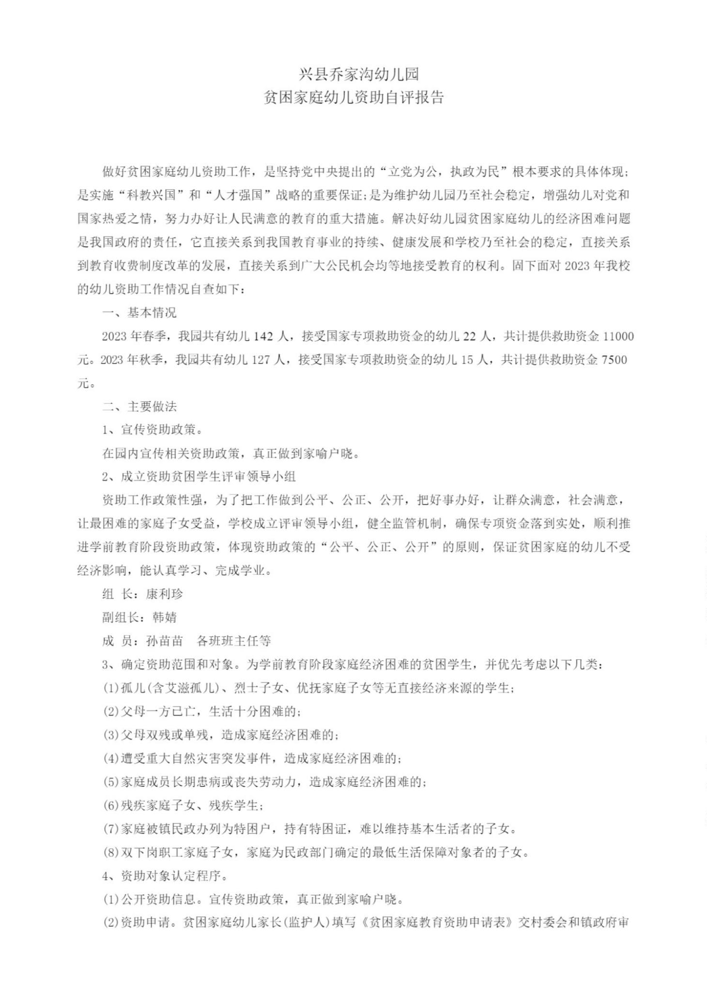 兴县乔家沟幼儿园
贫困家庭幼儿资助自评报告
做好贫困家庭幼儿资助工作，是坚持党中央提出的“立党为公，执政为民”根本要求的具体体现;
是实施“科教兴国”和“人才强国”战略的重要保证;是为维护幼儿园乃至社会稳定，增强幼儿对党和
国家热爱之情，努力办好让人民满意的教育的重大措施。解决好幼儿园贫困家庭幼儿的经济困难问题
是我国政府的责任，它直接关系到我国教育事业的持续、健康发展和学校乃至社会的稳定，直接关系
到教育收费制度改革的发展，直接关系到广大公民机会均等地接受教育的权利。固下面对 2023 年我校
的幼儿资助工作情况自查如下：
一、基本情况
2023 年春季，我园共有幼儿 142 人，接受国家专项救助资金的幼儿 22 人，共计提供救助资金 11000
元。2023 年秋季，我园共有幼儿 127 人，接受国家专项救助资金的幼儿 15 人，共计提供救助资金 7500
元。
二、主要做法
1、宣传资助政策。
在园内宣传相关资助政策，真正做到家喻户晓。
2、成立资助贫困学生评审领导小组
资助工作政策性强，为了把工作做到公平、公正、公开，把好事办好，让群众满意，社会满意，
让最困难的家庭子女受益，学校成立评审领导小组，健全监管机制，确保专项资金落到实处，顺利推
进学前教育阶段资助政策，体现资助政策的“公平、公正、公开”的原则，保证贫困家庭的幼儿不受
经济影响，能认真学习、完成学业。
组 长：康利珍
副组长：韩婧
成 员：孙苗苗 各班班主任等
3、确定资助范围和对象。为学前教育阶段家庭经济困难的贫困学生，并优先考虑以下几类：
(1)孤儿(含艾滋孤儿)、烈士子女、优抚家庭子女等无直接经济来源的学生;
(2)父母一方已亡，生活十分困难的;
(3)父母双残或单残，造成家庭经济困难的;
(4)遭受重大自然灾害突发事件，造成家庭经济困难的;
(5)家庭成员长期患病或丧失劳动力，造成家庭经济困难的;
(6)残疾家庭子女、残疾学生;
(7)家庭被镇民政办列为特困户，持有特困证，难以维持基本生活者的子女。
(8)双下岗职工家庭子女，家庭为民政部门确定的最低生活保障对象者的子女。
4、资助对象认定程序。
(1)公开资助信息。宣传资助政策，真正做到家喻户晓。
(2)资助申请。贫困家庭幼儿家长(监护人)填写《贫困家庭教育资助申请表》交村委会和镇政府审